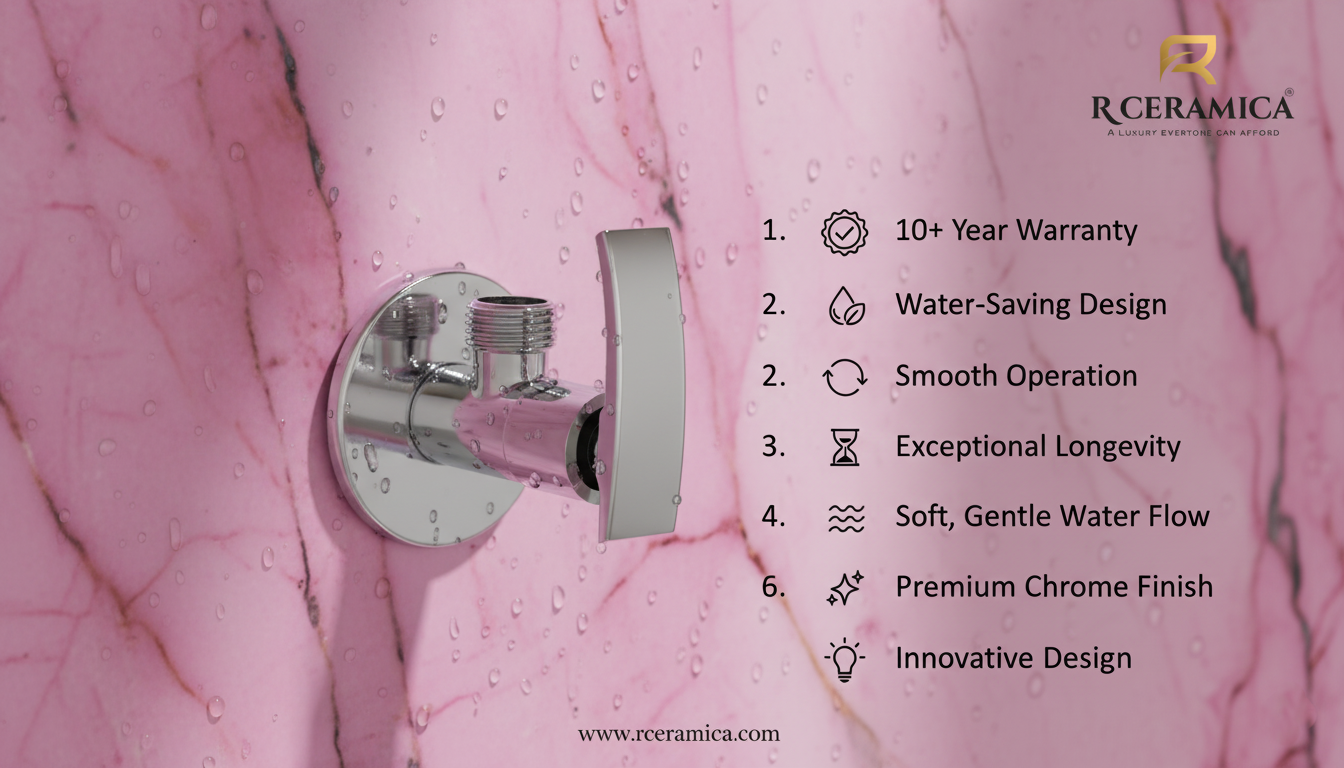 R CERAMICA®
A LUXURY EVERTONE CAN AFFORD
1. 10+ Year Warranty
2. Water-Saving Design
2. Smooth Operation
3. Exceptional Longevity
4. Soft, Gentle Water Flow
6. Premium Chrome Finish
Innovative Design
www.rceramica.com